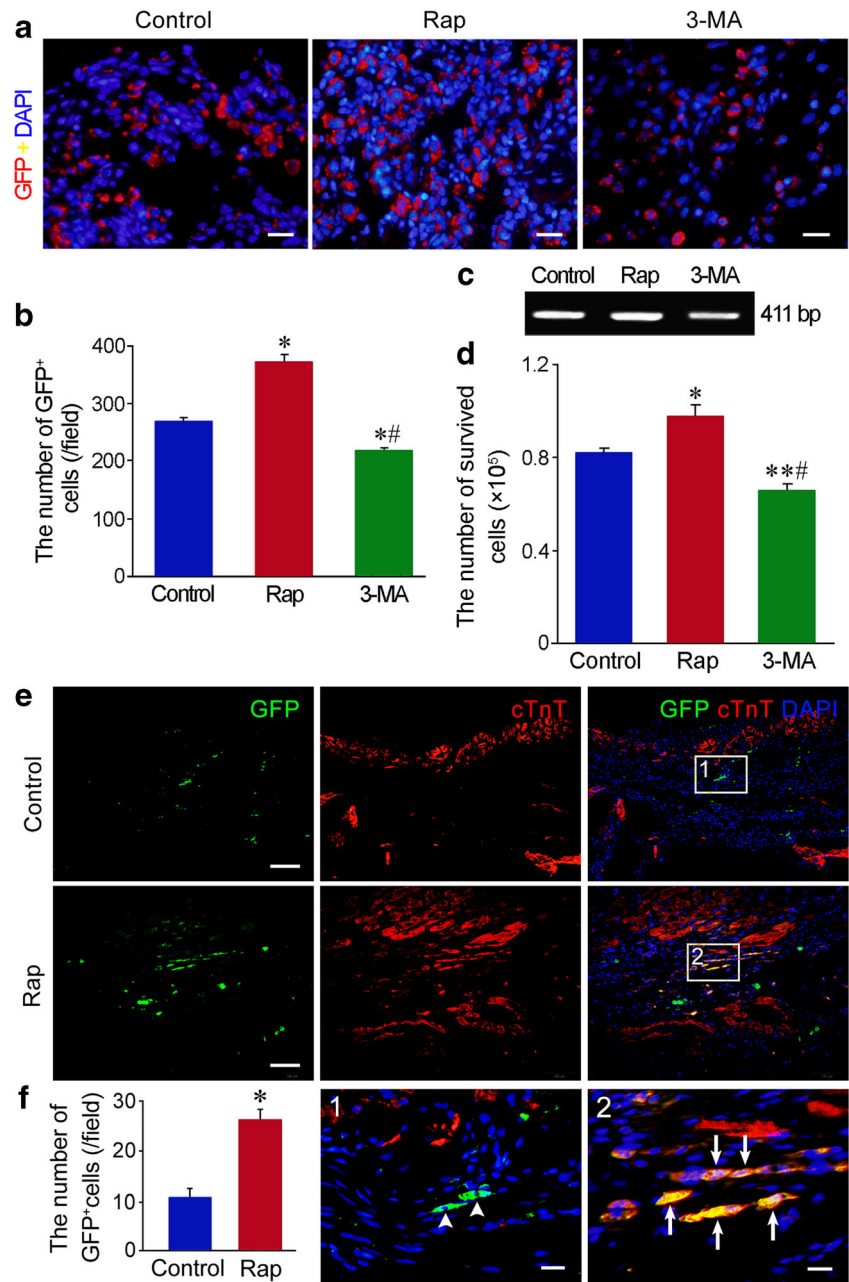 a
Control
Rap
3-MA
GFP + DAPI
b
The number of GFP⁺
cells (/field)
400
300
200
100
0
*
*#
Control
Rap
3-MA
c
Control
Rap
3-MA
411 bp
d
The number of survived
cells (×10⁵)
1.2
0.8
0.4
0
*
**#
Control
Rap
3-MA
e
GFP
cTnT
GFP cTnT DAPI
Control
1
Rap
2
f
The number of
GFP⁺cells (/field)
30
20
10
0
*
Control
Rap
1
2